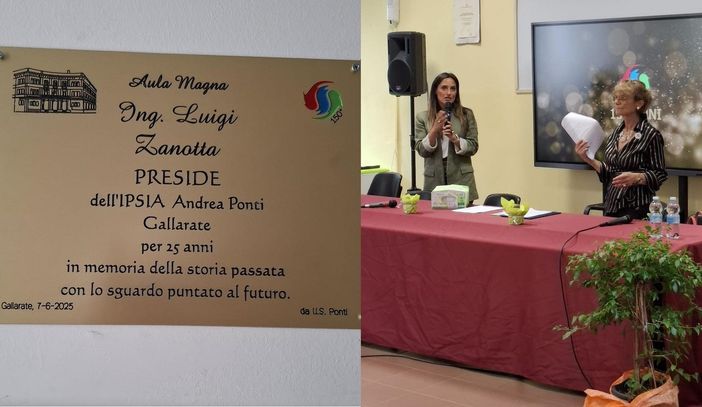 Aula Magna
150°
Ing. Luigi
Zanotta
PRESIDE
dell'IPSIA Andrea Ponti
Gallarate
per 25 anni
in memoria della storia passata
con lo sguardo puntato al futuro.
Gallarate, 7-6-2025
da U.S. Ponti